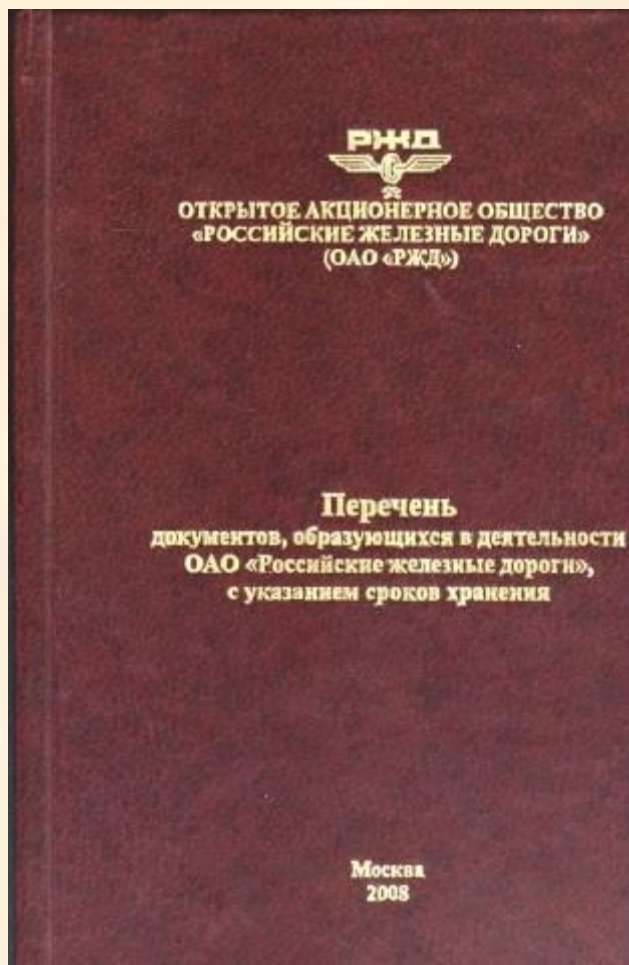 РЖД
ОТКРЫТОЕ АКЦИОНЕРНОЕ ОБЩЕСТВО
«РОССИЙСКИЕ ЖЕЛЕЗНЫЕ ДОРОГИ»
(ОАО «РЖД»)
Перечень
документов, образующихся в деятельности
ОАО «Российские железные дороги»,
с указанием сроков хранения
Москва
2008